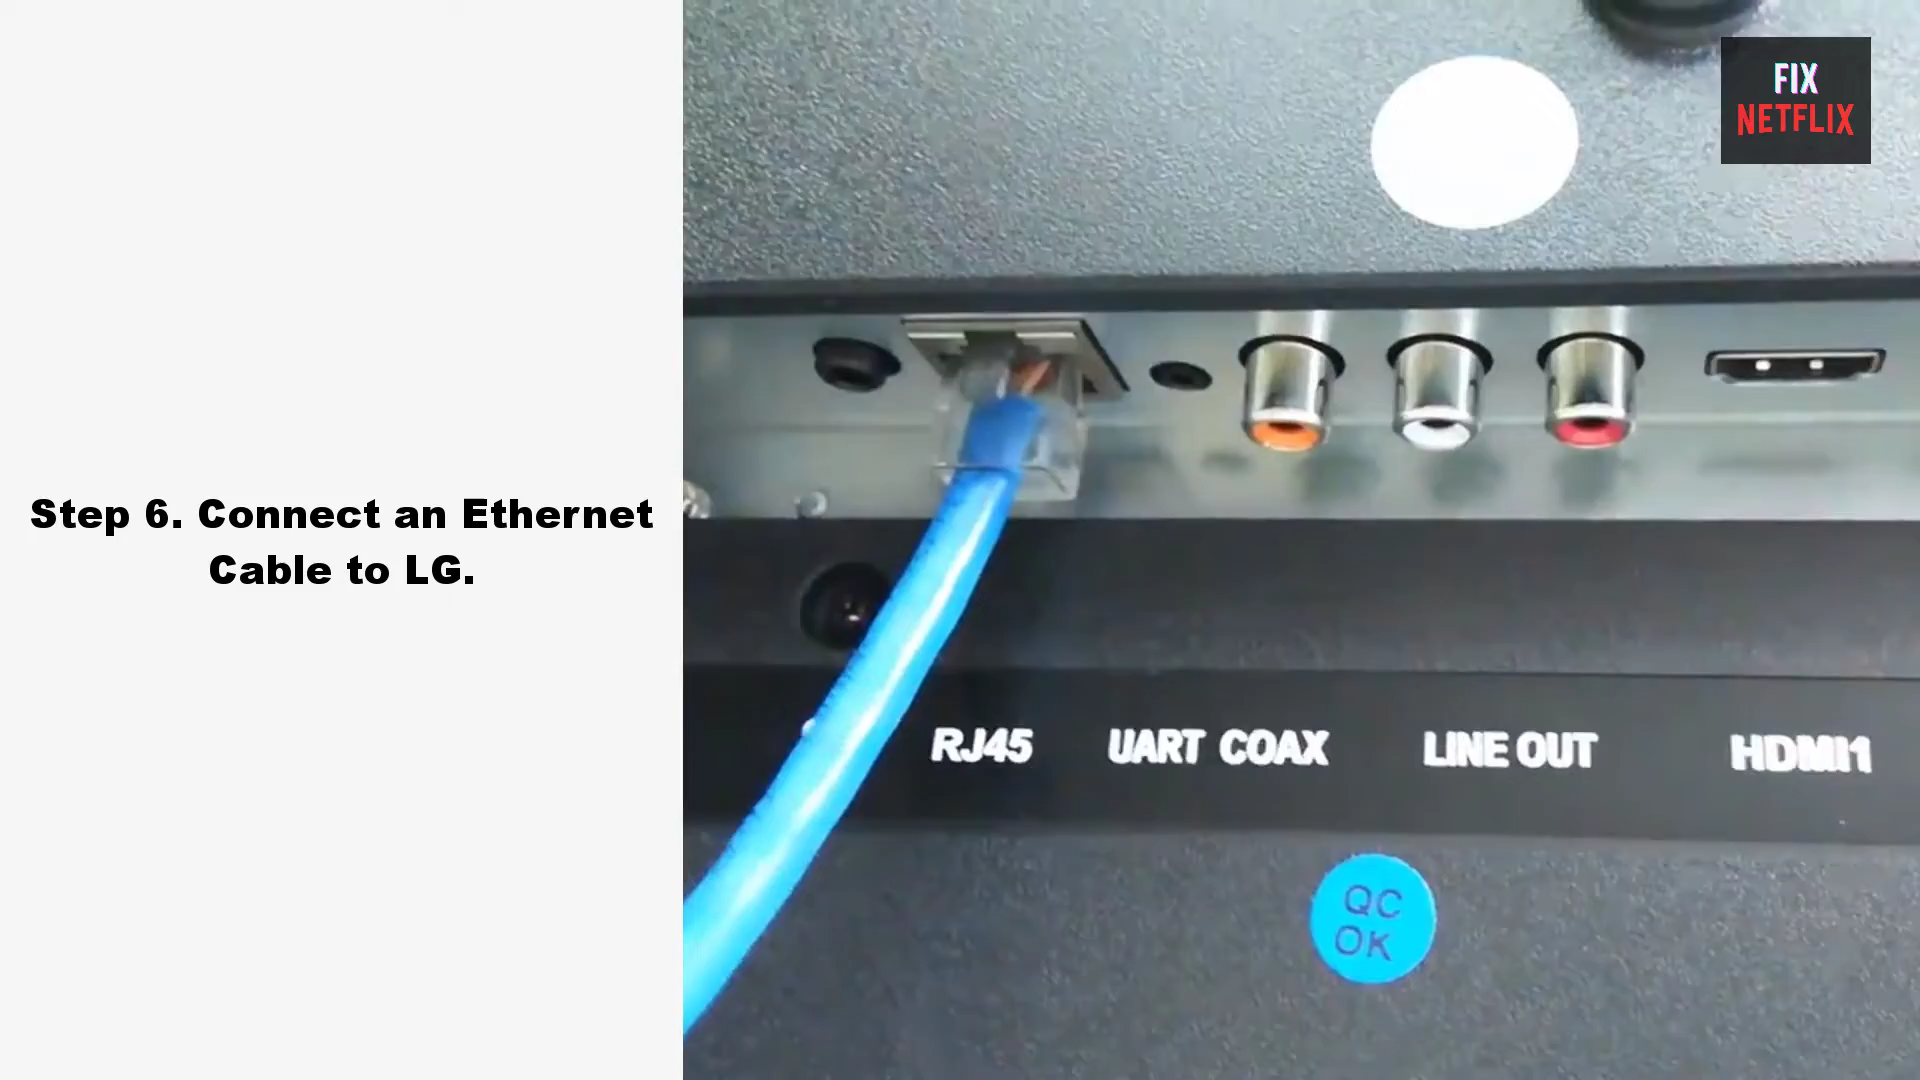 FIX
NETFLIX
Step 6. Connect an Ethernet
Cable to LG.
RJ45 UART COAX LINE OUT HDMI1
QC
OK